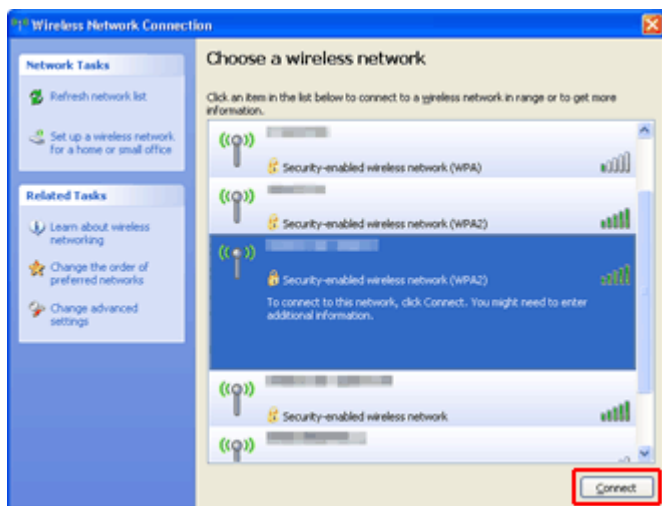 Wireless Network Connection
Network Tasks
Refresh network list
Set up a wireless network
for a home or small office
Related Tasks
Learn about wireless
networking
Change the order of
preferred networks
Change advanced
settings
Choose a wireless network
Click an item in the list below to connect to a wireless network in range or to get more
information.
Security-enabled wireless network (WPA)
Security-enabled wireless network (WPA2)
Security-enabled wireless network (WPA2)
To connect to this network, click Connect. You might need to enter
additional information.
Security-enabled wireless network
Connect